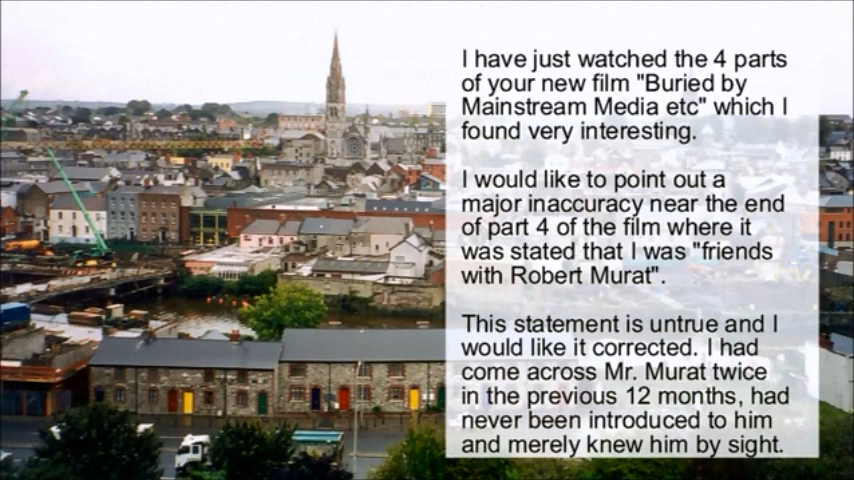 I have just watched the 4 parts
of your new film "Buried by
Mainstream Media etc" which I
found very interesting.
I would like to point out a
major inaccuracy near the end
of part 4 of the film where it
was stated that I was "friends
with Robert Murat".
This statement is untrue and I
would like it corrected. I had
come across Mr. Murat twice
in the previous 12 months, had
never been introduced to him
and merely knew him by sight.